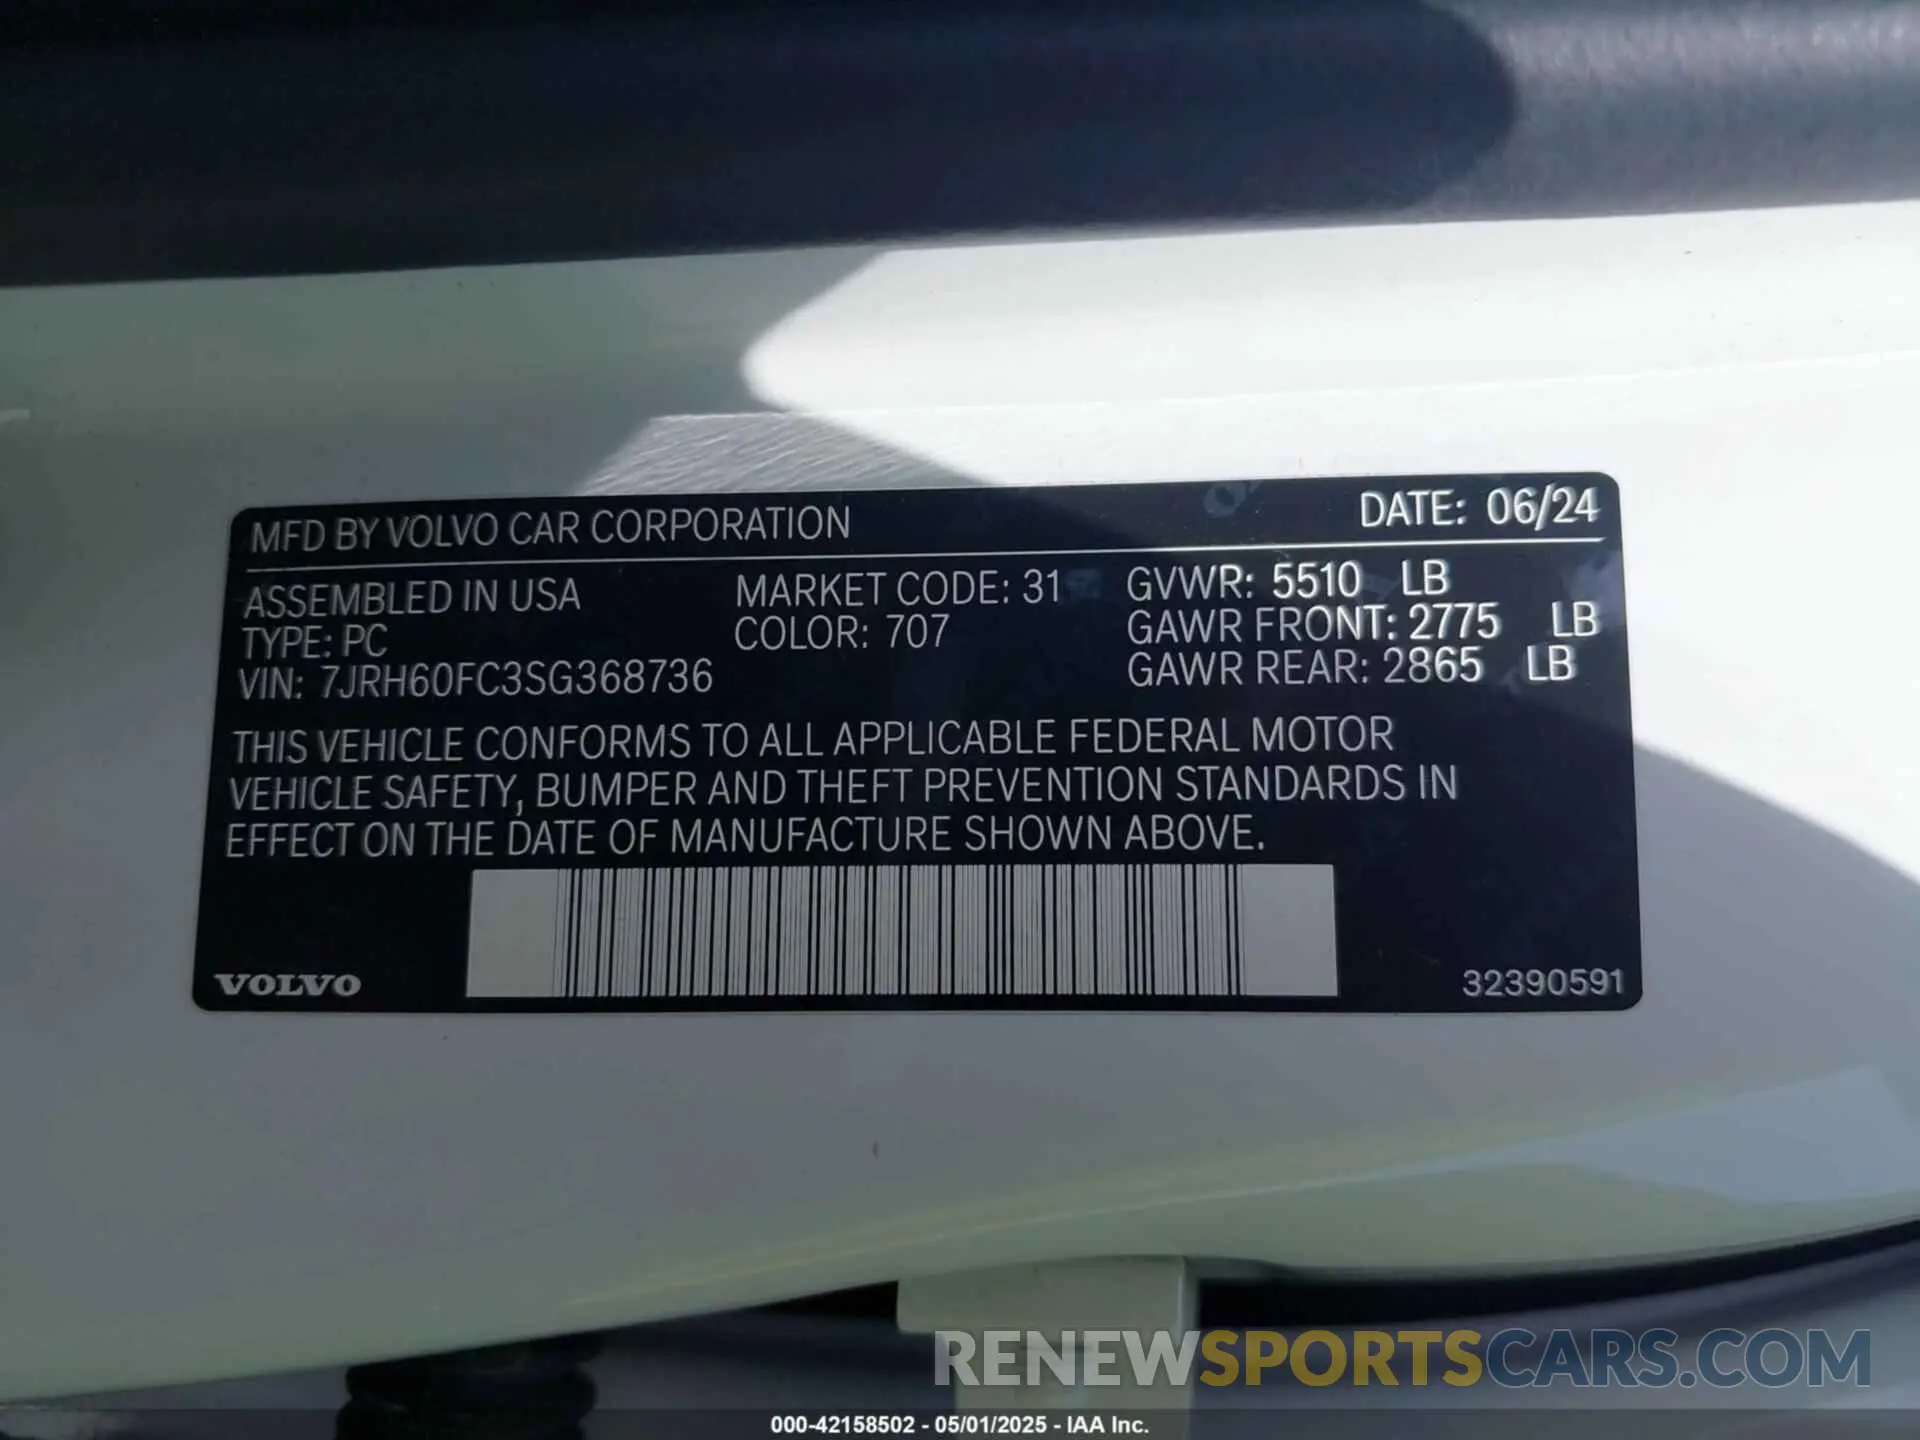 MFD BY VOLVO CAR CORPORATION DATE: 06/24
ASSEMBLED IN USA MARKET CODE: 31 GVWR: 5510 LB
TYPE: PC COLOR: 707 GAWR FRONT: 2775 LB
VIN: 7JRH60FC3SG368736 GAWR REAR: 2865 LB
THIS VEHICLE CONFORMS TO ALL APPLICABLE FEDERAL MOTOR
VEHICLE SAFETY, BUMPER AND THEFT PREVENTION STANDARDS IN
EFFECT ON THE DATE OF MANUFACTURE SHOWN ABOVE.
VOLVO 32390591
RENEWSPORTSCARS.COM
000-42158502 - 05/01/2025 - IAA Inc.